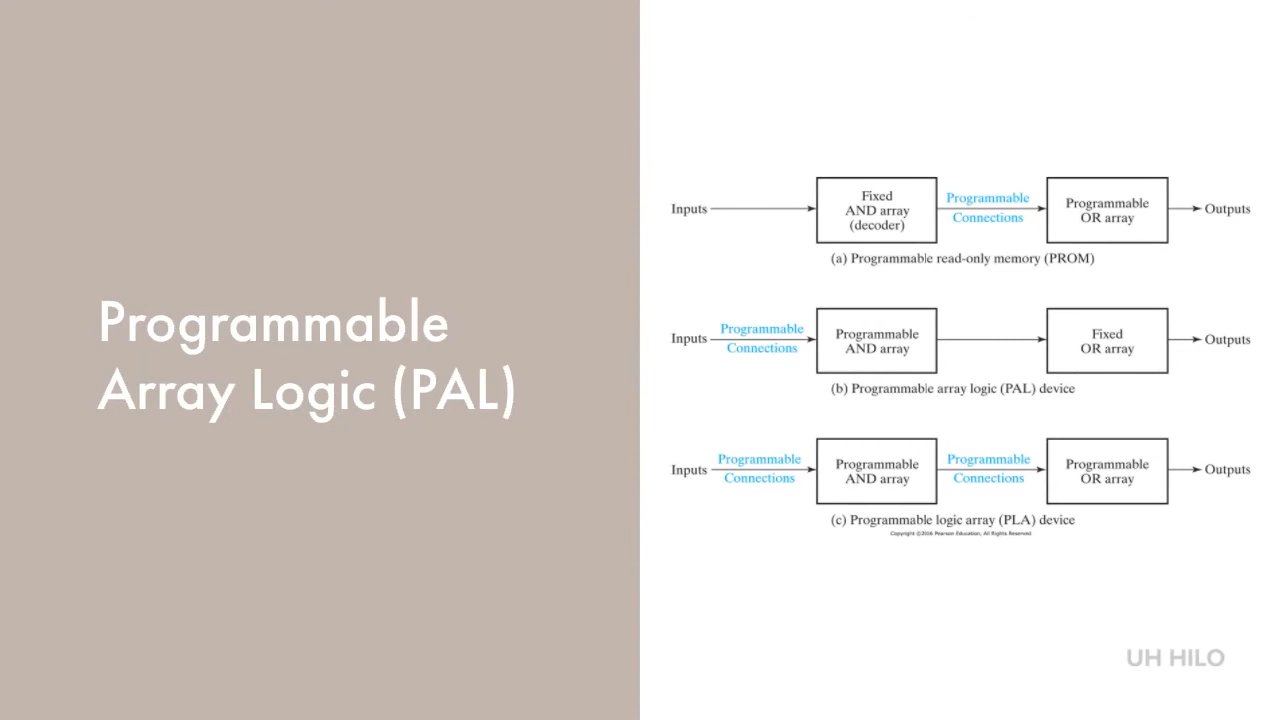 Programmable
Array Logic (PAL)
Inputs
Fixed
AND array
(decoder)
Programmable
Connections
Programmable
OR array
Outputs
(a) Programmable read-only memory (PROM)
Inputs
Programmable
Connections
Programmable
AND array
Fixed
OR array
Outputs
(b) Programmable array logic (PAL) device
Inputs
Programmable
Connections
Programmable
AND array
Programmable
Connections
Programmable
OR array
Outputs
(c) Programmable logic array (PLA) device
Copyright ©2016 Pearson Education, All Rights Reserved
UH HILO